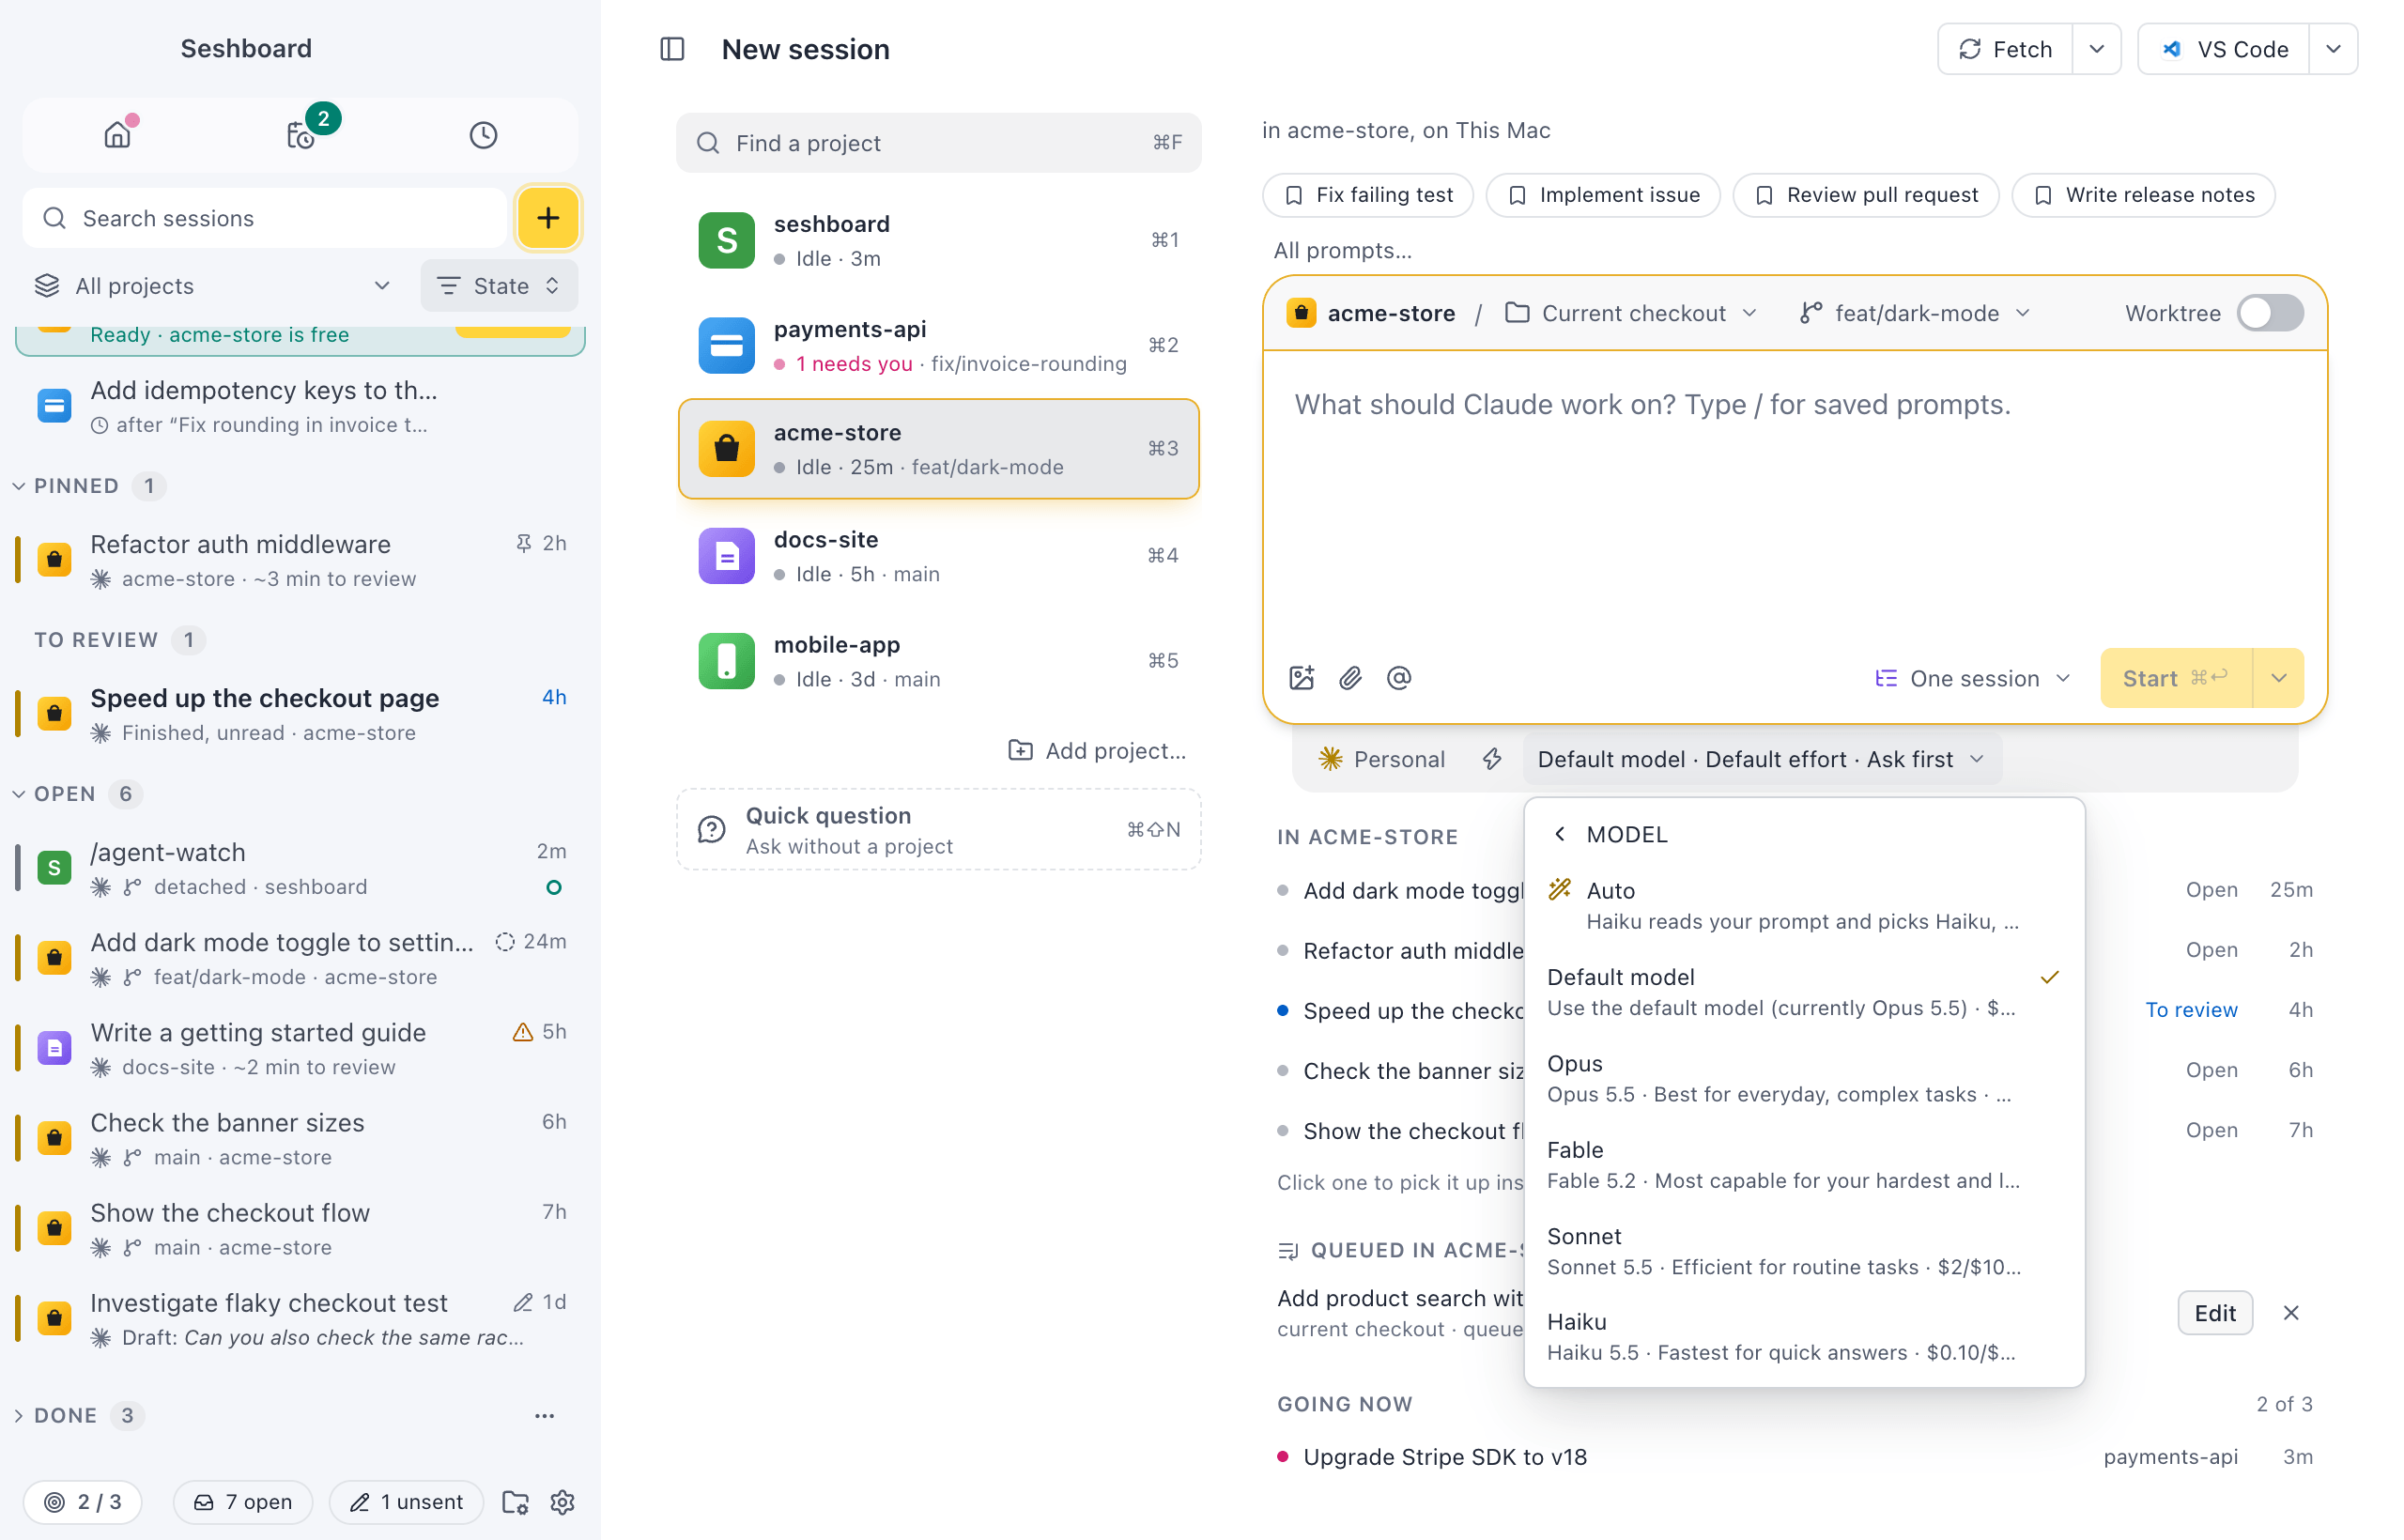 Seshboard
2
Search sessions
All projects
State
Ready · acme-store is free
Add idempotency keys to th...
after “Fix rounding in invoice t...
PINNED 1
Refactor auth middleware 2h
acme-store · ~3 min to review
TO REVIEW 1
Speed up the checkout page 4h
Finished, unread · acme-store
OPEN 6
S
/agent-watch 2m
detached · seshboard
Add dark mode toggle to settin... 24m
feat/dark-mode · acme-store
Write a getting started guide 5h
docs-site · ~2 min to review
Check the banner sizes 6h
main · acme-store
Show the checkout flow 7h
main · acme-store
Investigate flaky checkout test 1d
Draft: Can you also check the same rac...
DONE 3
2 / 3
7 open
1 unsent
New session
Fetch
VS Code
Find a project ⌘F
S
seshboard ⌘1
Idle · 3m
payments-api ⌘2
1 needs you · fix/invoice-rounding
acme-store ⌘3
Idle · 25m · feat/dark-mode
docs-site ⌘4
Idle · 5h · main
mobile-app ⌘5
Idle · 3d · main
Add project...
Quick question ⌘⇧N
Ask without a project
in acme-store, on This Mac
Fix failing test
Implement issue
Review pull request
Write release notes
All prompts...
acme-store / Current checkout feat/dark-mode Worktree
What should Claude work on? Type / for saved prompts.
One session
Start ⌘↩
Personal
Default model · Default effort · Ask first
IN ACME-STORE
Add dark mode toggl Open 25m
Refactor auth middle Open 2h
Speed up the checko To review 4h
Check the banner siz Open 6h
Show the checkout fl Open 7h
Click one to pick it up ins
QUEUED IN ACME-S
Add product search wit
current checkout · queue
Edit
MODEL
Auto
Haiku reads your prompt and picks Haiku, ...
Default model
Use the default model (currently Opus 5.5) · $...
Opus
Opus 5.5 · Best for everyday, complex tasks · ...
Fable
Fable 5.2 · Most capable for your hardest and l...
Sonnet
Sonnet 5.5 · Efficient for routine tasks · $2/$10...
Haiku
Haiku 5.5 · Fastest for quick answers · $0.10/$...
GOING NOW 2 of 3
Upgrade Stripe SDK to v18 payments-api 3m